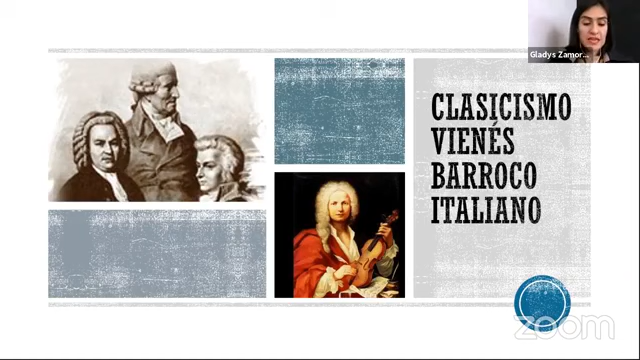 Gladys Zamor...
CLASICISMO
VIENÉS
BARROCO
ITALIANO
zoom